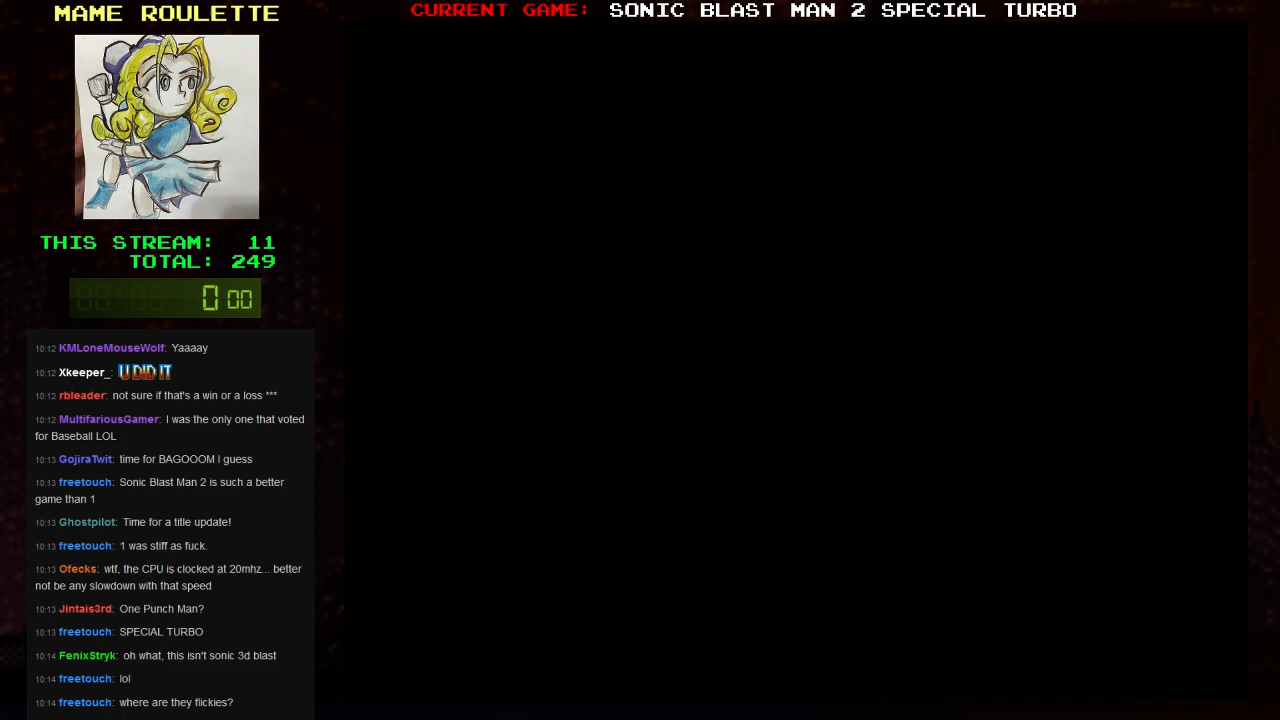 MAME ROULETTE
CURRENT GAME: SONIC BLAST MAN 2 SPECIAL TURBO
THIS STREAM: 11
TOTAL: 249
0 00
10:12 KMLoneMouseWolf: Yaaaay
10:12 Xkeeper_: U DID IT
10:12 rbleader: not sure if that's a win or a loss ***
10:12 MultifariousGamer: I was the only one that voted
for Baseball LOL
10:13 GojiraTwit: time for BAGOOOM I guess
10:13 freetouch: Sonic Blast Man 2 is such a better
game than 1
10:13 Ghostpilot: Time for a title update!
10:13 freetouch: 1 was stiff as fuck.
10:13 Ofecks: wtf, the CPU is clocked at 20mhz... better
not be any slowdown with that speed
10:13 Jintais3rd: One Punch Man?
10:13 freetouch: SPECIAL TURBO
10:14 FenixStryk: oh what, this isn't sonic 3d blast
10:14 freetouch: lol
10:14 freetouch: where are they flickies?